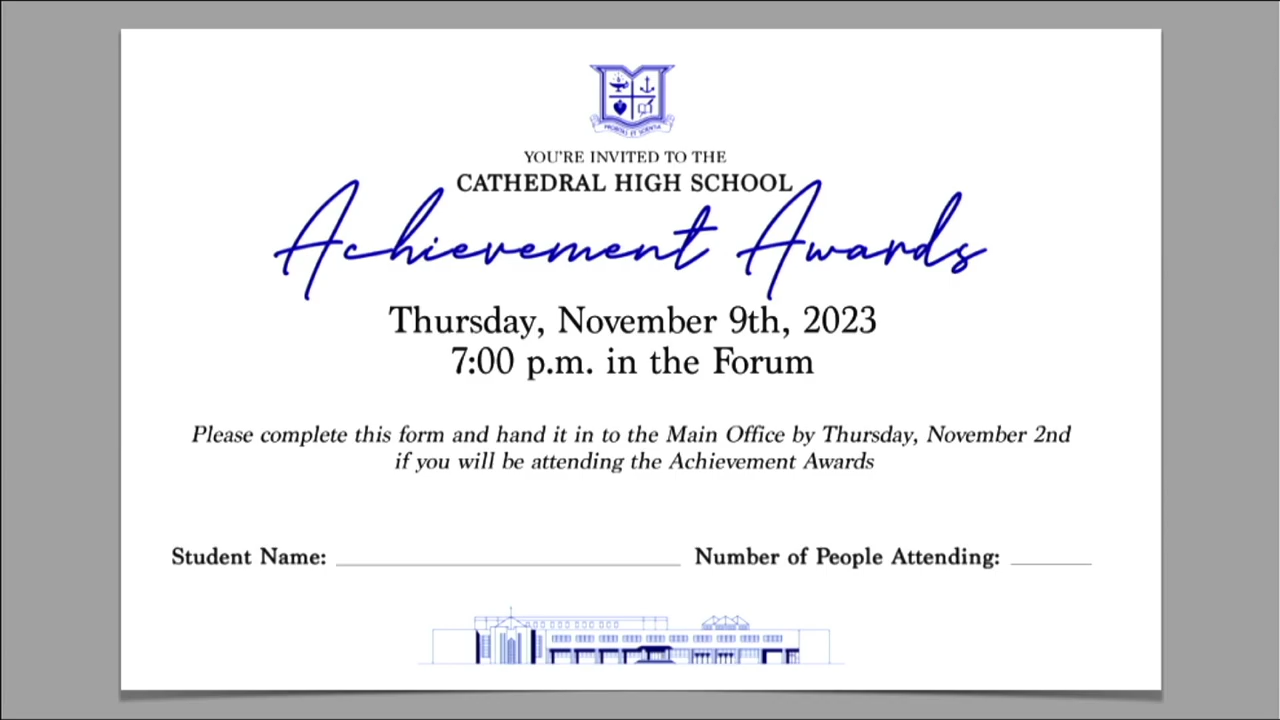 YOU'RE INVITED TO THE
CATHEDRAL HIGH SCHOOL
Achievement Awards
Thursday, November 9th, 2023
7:00 p.m. in the Forum
Please complete this form and hand it in to the Main Office by Thursday, November 2nd
if you will be attending the Achievement Awards
Student Name: Number of People Attending: